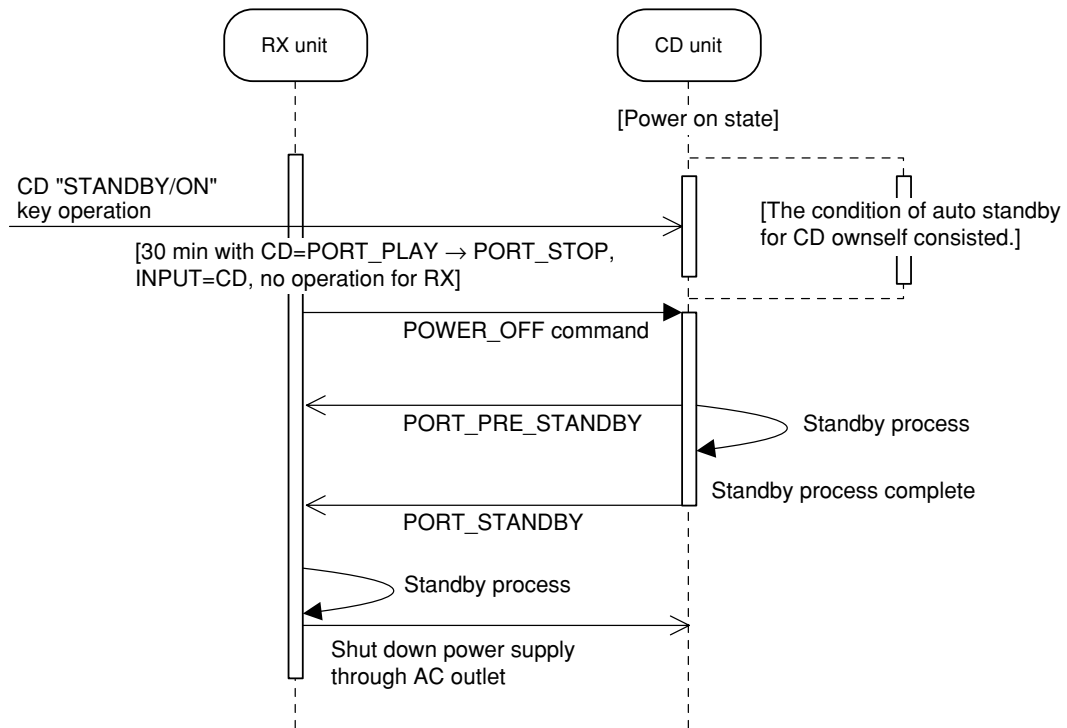 RX unit
CD unit
[Power on state]
CD "STANDBY/ON"
key operation
[The condition of auto standby
for CD ownself consisted.]
[30 min with CD=PORT_PLAY → PORT_STOP,
INPUT=CD, no operation for RX]
POWER_OFF command
PORT_PRE_STANDBY
Standby process
Standby process complete
PORT_STANDBY
Standby process
Shut down power supply
through AC outlet